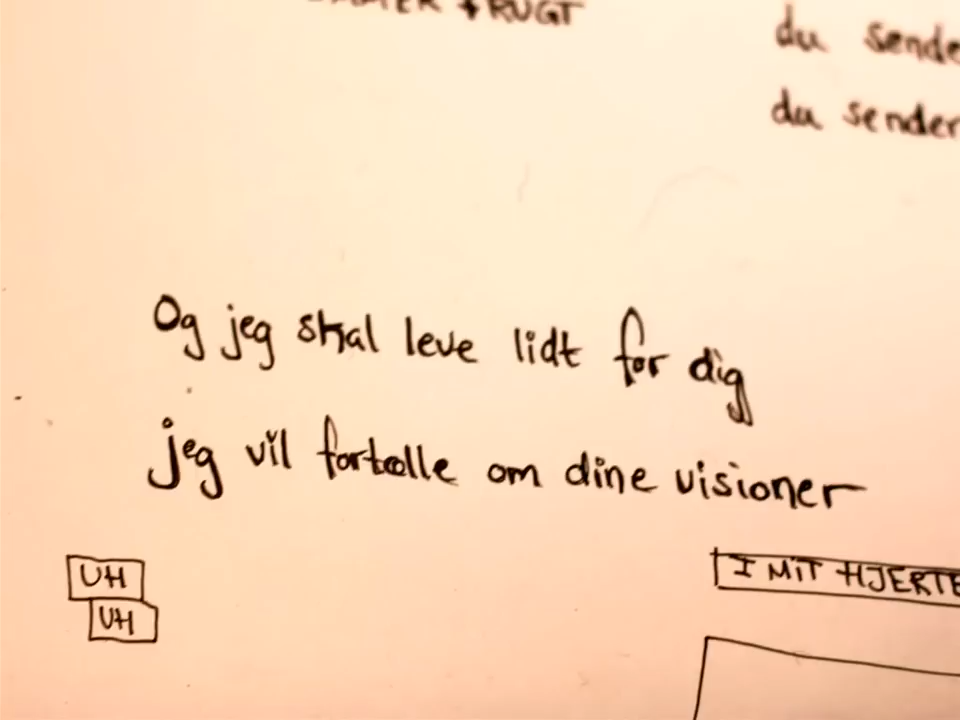 FRUGT
du
du sender
Og jeg skal leve lidt for dig
jeg vil fortælle om dine visioner
UH
UH
I MIT HJERTE